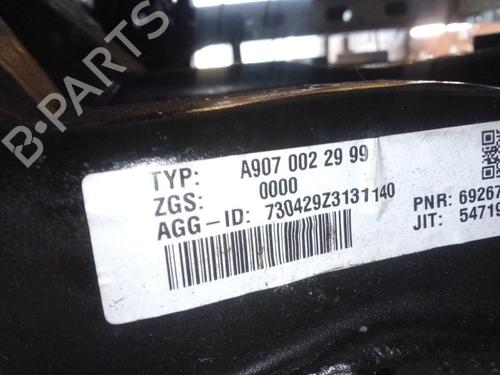 B-PARTS
TYP: A907 002 29 99
ZGS: 0000
AGG-ID: 730429Z3131140
PNR: 69267
JIT: 54719